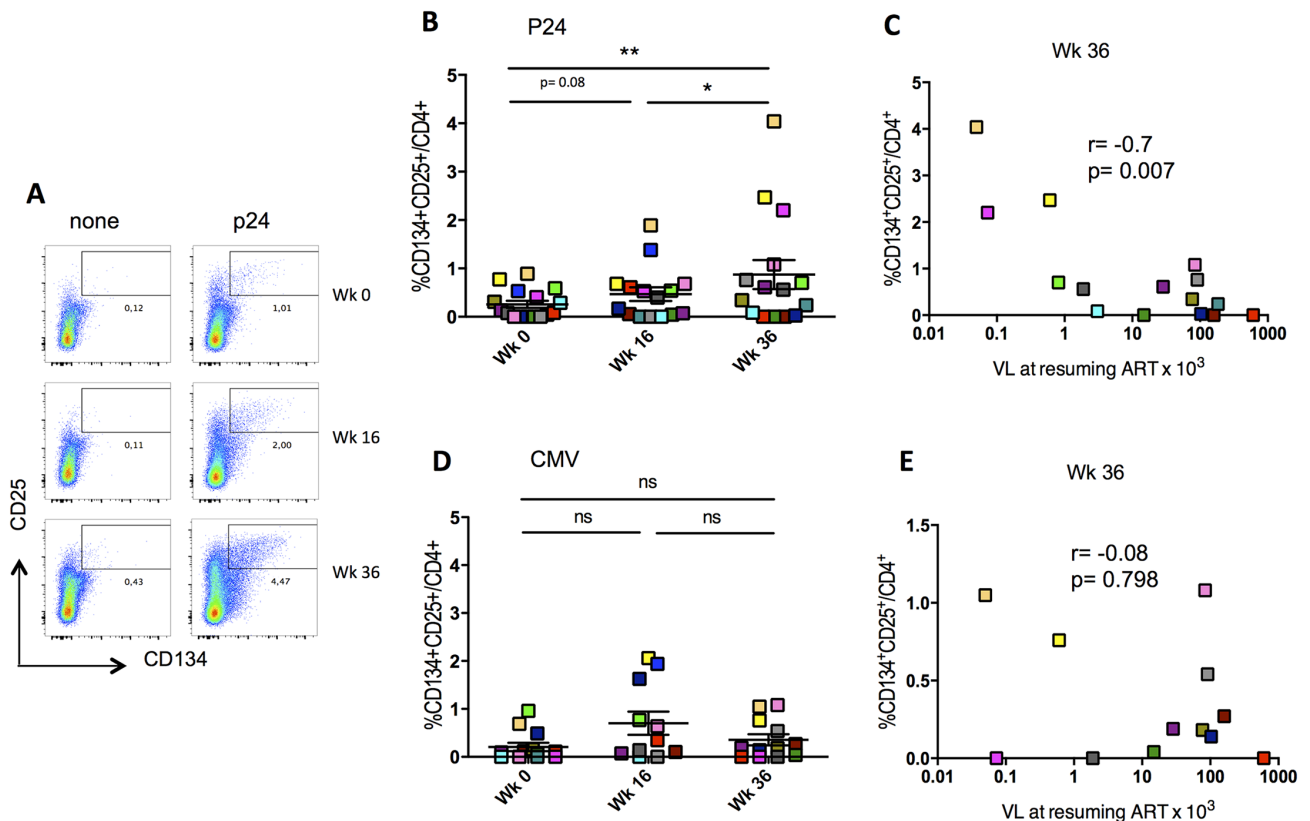 A
none
p24
0,12
1,01
Wk 0
0,11
2,00
Wk 16
0,43
4,47
Wk 36
CD25
CD134
B
P24
**
p= 0.08
*
%CD134+CD25+/CD4+
5
4
3
2
1
0
Wk 0
Wk 16
Wk 36
C
Wk 36
r= -0.7
p= 0.007
%CD134⁺CD25⁺/CD4⁺
5
4
3
2
1
0
0.01
0.1
1
10
100
1000
VL at resuming ART x 10³
D
CMV
ns
ns
ns
%CD134+CD25+/CD4+
5
4
3
2
1
0
Wk 0
Wk 16
Wk 36
E
Wk 36
r= -0.08
p= 0.798
%CD134⁺CD25⁺/CD4⁺
1.5
1.0
0.5
0.0
0.01
0.1
1
10
100
1000
VL at resuming ART x 10³